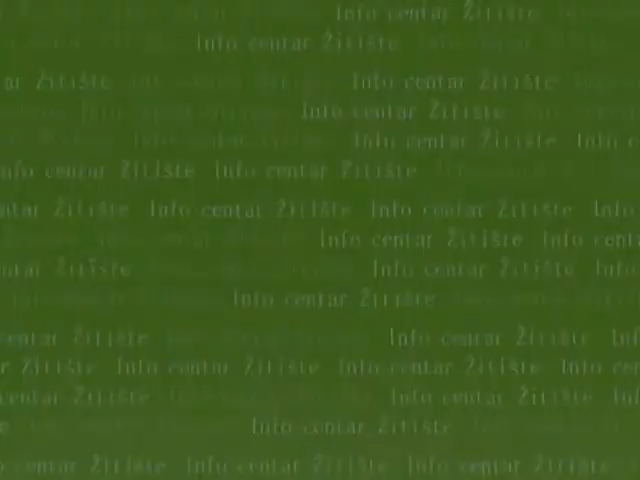 Info centar Žitište
Info centar Žitište
ar Žitište Info centar Žitište
Info centar Žitište
Info centar Žitište Info c
nfo centar Žitište Info centar Žitište
ntar Žitište Info centar Žitište Info centar Žitište Info
Info centar Žitište Info centa
ntar Žitište Info centar Žitište Info
Info centar Žitište
centar Žitište Info centar Žitište Inf
r Žitište Info centar Žitište Info centar Žitište Info cen
centar Žitište Info centar Žitište Inf
e Info centar Žitište
o centar Žitište Info centar Žitište Info centar Žitište